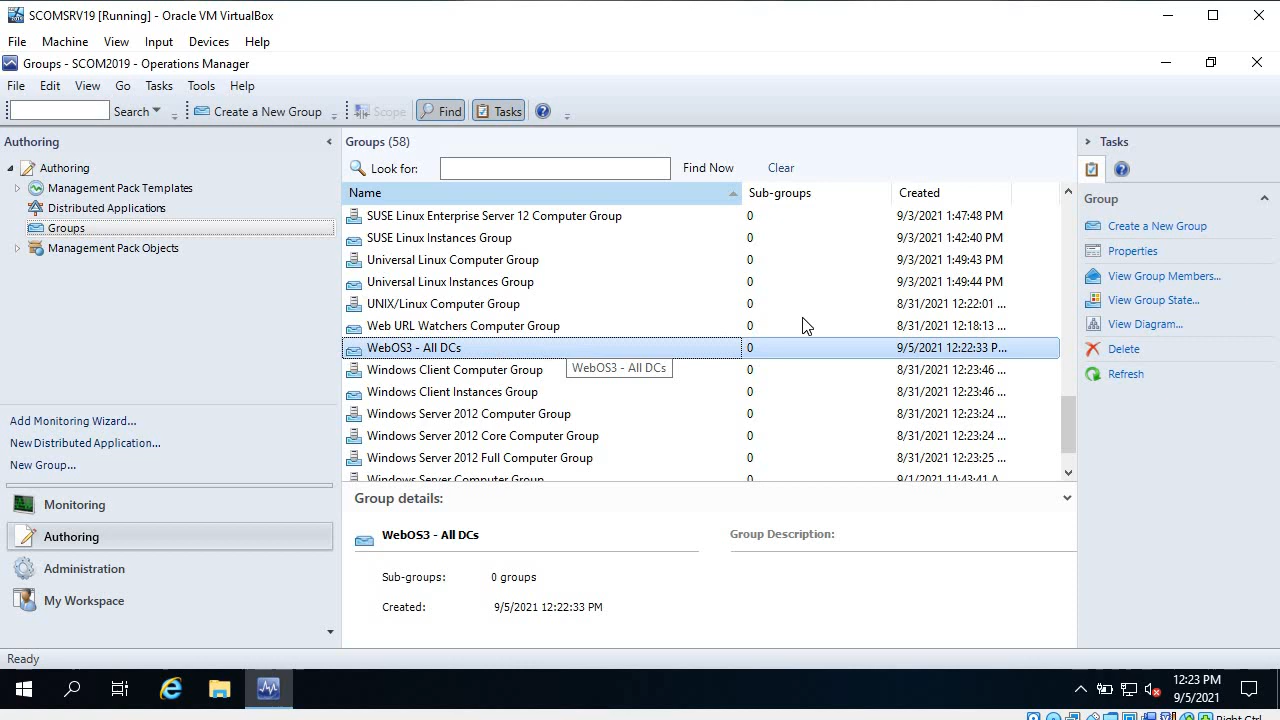 SCOMSRV19 [Running] - Oracle VM VirtualBox
File Machine View Input Devices Help
Groups - SCOM2019 - Operations Manager
File Edit View Go Tasks Tools Help
Search Create a New Group Scope Find Tasks
Authoring
Authoring
Management Pack Templates
Distributed Applications
Groups
Management Pack Objects
Add Monitoring Wizard...
New Distributed Application...
New Group...
Monitoring
Authoring
Administration
My Workspace
Groups (58)
Look for: Find Now Clear
Name Sub-groups Created
SUSE Linux Enterprise Server 12 Computer Group 0 9/3/2021 1:47:48 PM
SUSE Linux Instances Group 0 9/3/2021 1:42:40 PM
Universal Linux Computer Group 0 9/3/2021 1:49:43 PM
Universal Linux Instances Group 0 9/3/2021 1:49:44 PM
UNIX/Linux Computer Group 0 8/31/2021 12:22:01 ...
Web URL Watchers Computer Group 0 8/31/2021 12:18:13 ...
WebOS3 - All DCs 0 9/5/2021 12:22:33 P...
WebOS3 - All DCs
Windows Client Computer Group 0 8/31/2021 12:23:46 ...
Windows Client Instances Group 0 8/31/2021 12:23:46 ...
Windows Server 2012 Computer Group 0 8/31/2021 12:23:24 ...
Windows Server 2012 Core Computer Group 0 8/31/2021 12:23:24 ...
Windows Server 2012 Full Computer Group 0 8/31/2021 12:23:25 ...
Windows Server Computer Group 0 9/1/2021 11:43:41 A...
Group details:
WebOS3 - All DCs
Group Description:
Sub-groups: 0 groups
Created: 9/5/2021 12:22:33 PM
Tasks
Group
Create a New Group
Properties
View Group Members...
View Group State...
View Diagram...
Delete
Refresh
Ready
12:23 PM
9/5/2021
Right Ctrl